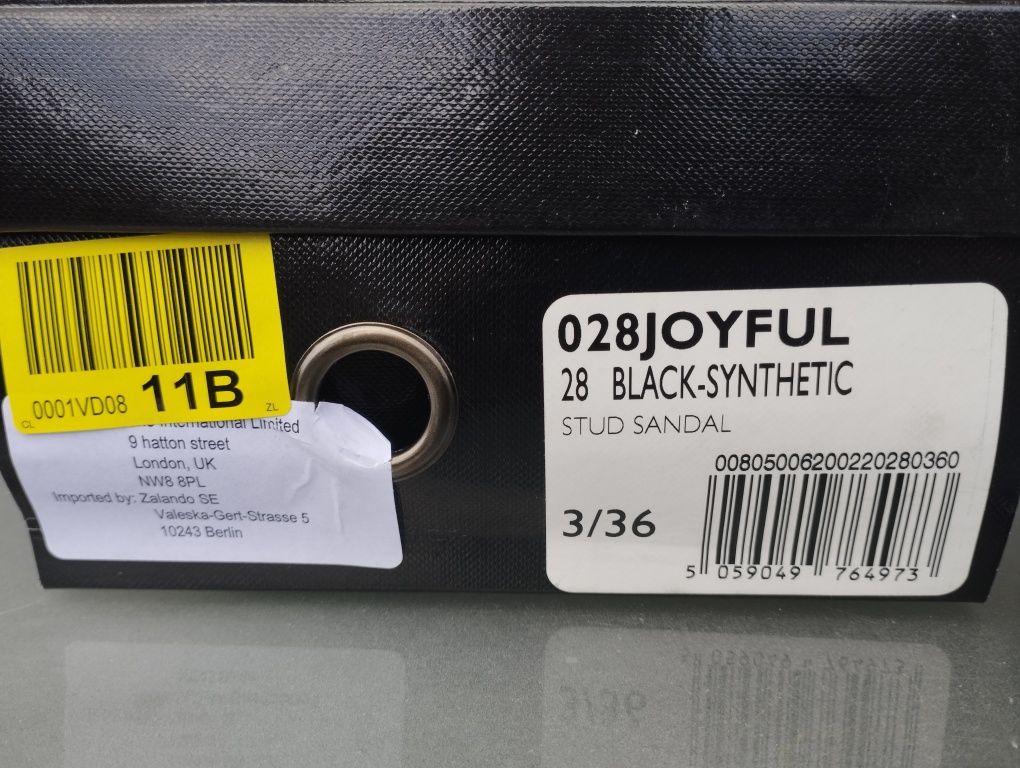 0001VD08 11B
CL ZL
International Limited
9 hatton street
London, UK
NW8 8PL
Imported by: Zalando SE
Valeska-Gert-Strasse 5
10243 Berlin
028JOYFUL
28 BLACK-SYNTHETIC
STUD SANDAL
00805006200220280360
3/36
5 059049 764973